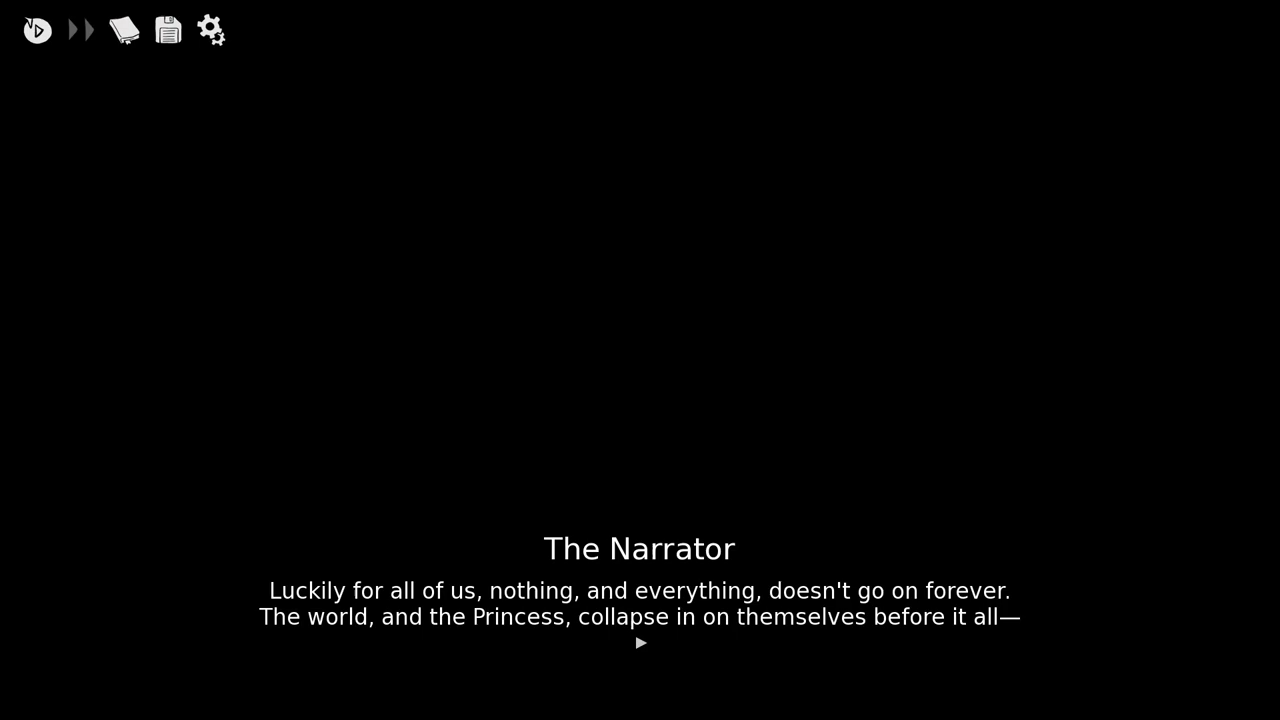 The Narrator
Luckily for all of us, nothing, and everything, doesn't go on forever.
The world, and the Princess, collapse in on themselves before it all—